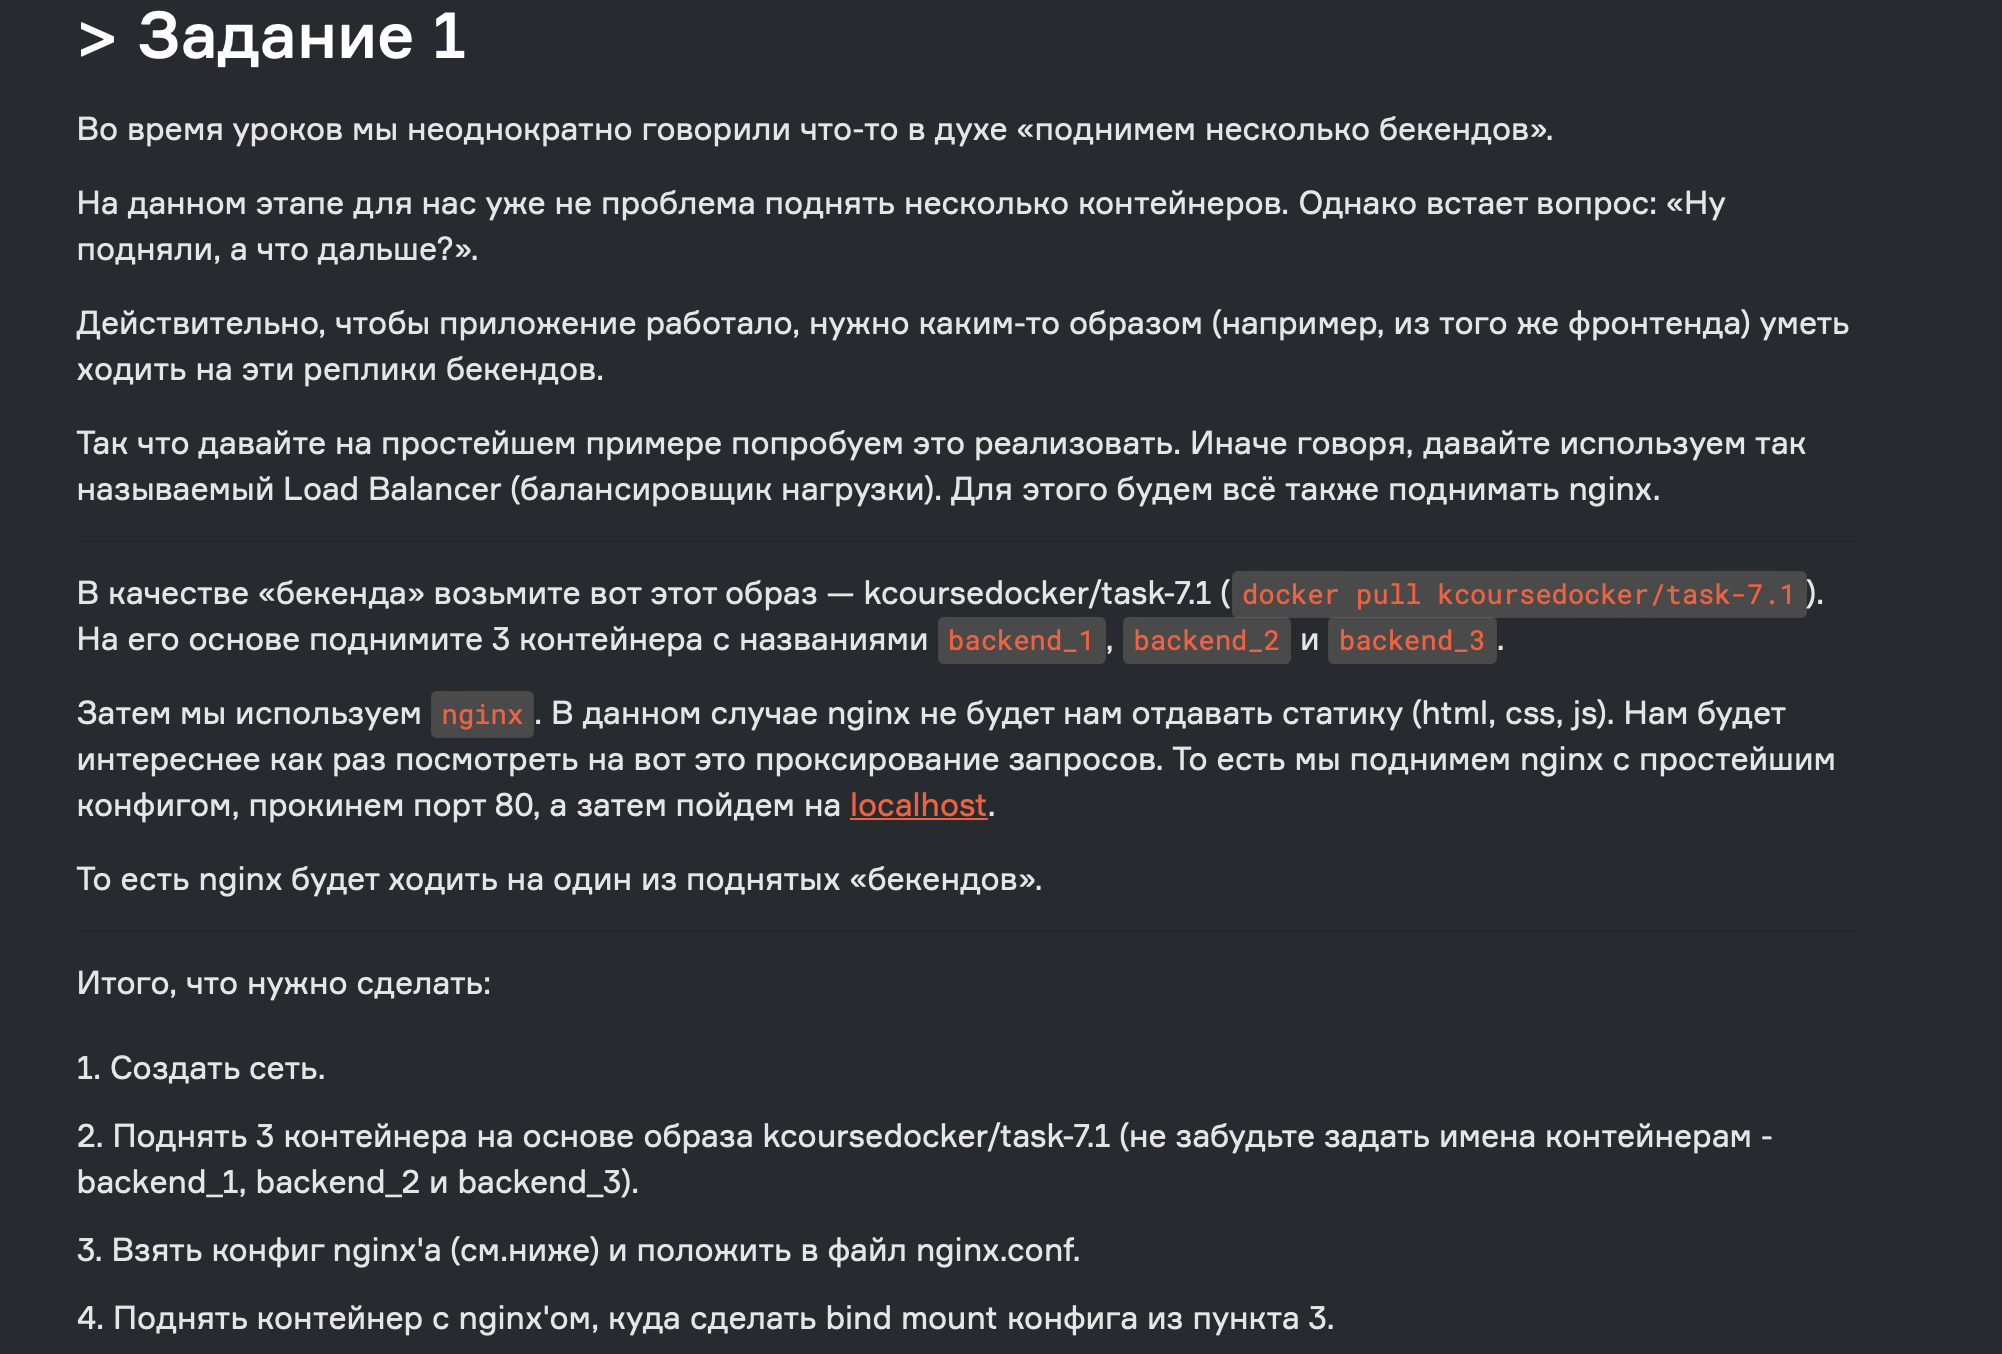 > Задание 1
Во время уроков мы неоднократно говорили что-то в духе «поднимем несколько бекендов».
На данном этапе для нас уже не проблема поднять несколько контейнеров. Однако встает вопрос: «Ну
подняли, а что дальше?».
Действительно, чтобы приложение работало, нужно каким-то образом (например, из того же фронтенда) уметь
ходить на эти реплики бекендов.
Так что давайте на простейшем примере попробуем это реализовать. Иначе говоря, давайте используем так
называемый Load Balancer (балансировщик нагрузки). Для этого будем всё также поднимать nginx.
В качестве «бекенда» возьмите вот этот образ — kcoursedocker/task-7.1 (docker pull kcoursedocker/task-7.1).
На его основе поднимите 3 контейнера с названиями backend_1, backend_2 и backend_3.
Затем мы используем nginx. В данном случае nginx не будет нам отдавать статику (html, css, js). Нам будет
интереснее как раз посмотреть на вот это проксирование запросов. То есть мы поднимем nginx с простейшим
конфигом, прокинем порт 80, а затем пойдем на localhost.
То есть nginx будет ходить на один из поднятых «бекендов».
Итого, что нужно сделать:
1. Создать сеть.
2. Поднять 3 контейнера на основе образа kcoursedocker/task-7.1 (не забудьте задать имена контейнерам -
backend_1, backend_2 и backend_3).
3. Взять конфиг nginx'а (см.ниже) и положить в файл nginx.conf.
4. Поднять контейнер с nginx'ом, куда сделать bind mount конфига из пункта 3.